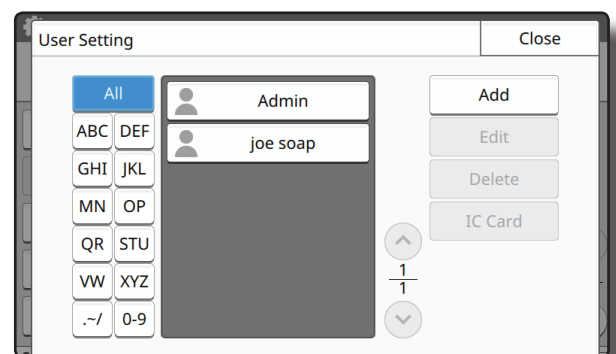 User Setting
Close
All
ABC DEF
GHI JKL
MN OP
QR STU
VW XYZ
.~/ 0-9
Admin
joe soap
1
1
Add
Edit
Delete
IC Card